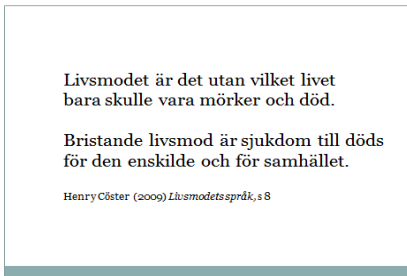 Livsmodet är det utan vilket livet
bara skulle vara mörker och död.
Bristande livsmod är sjukdom till döds
för den enskilde och för samhället.
Henry Cöster (2009) Livsmodets språk, s 8